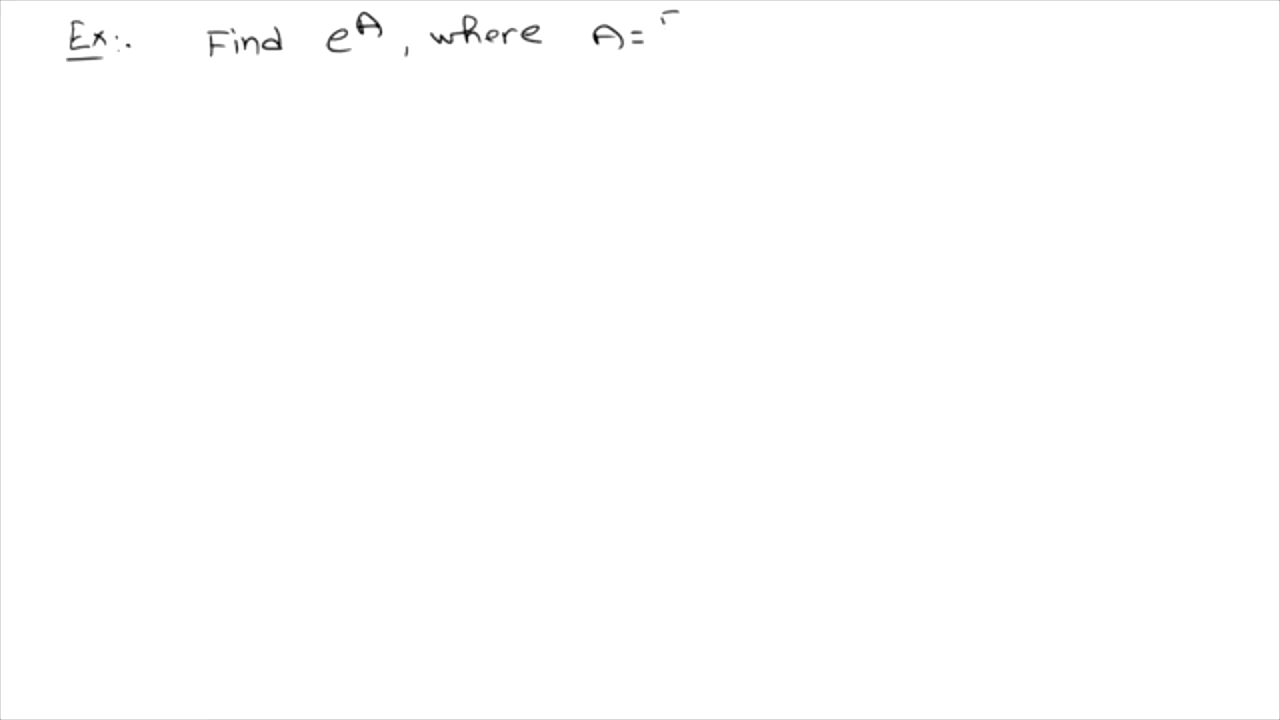 Ex:. Find e^A, where A = [